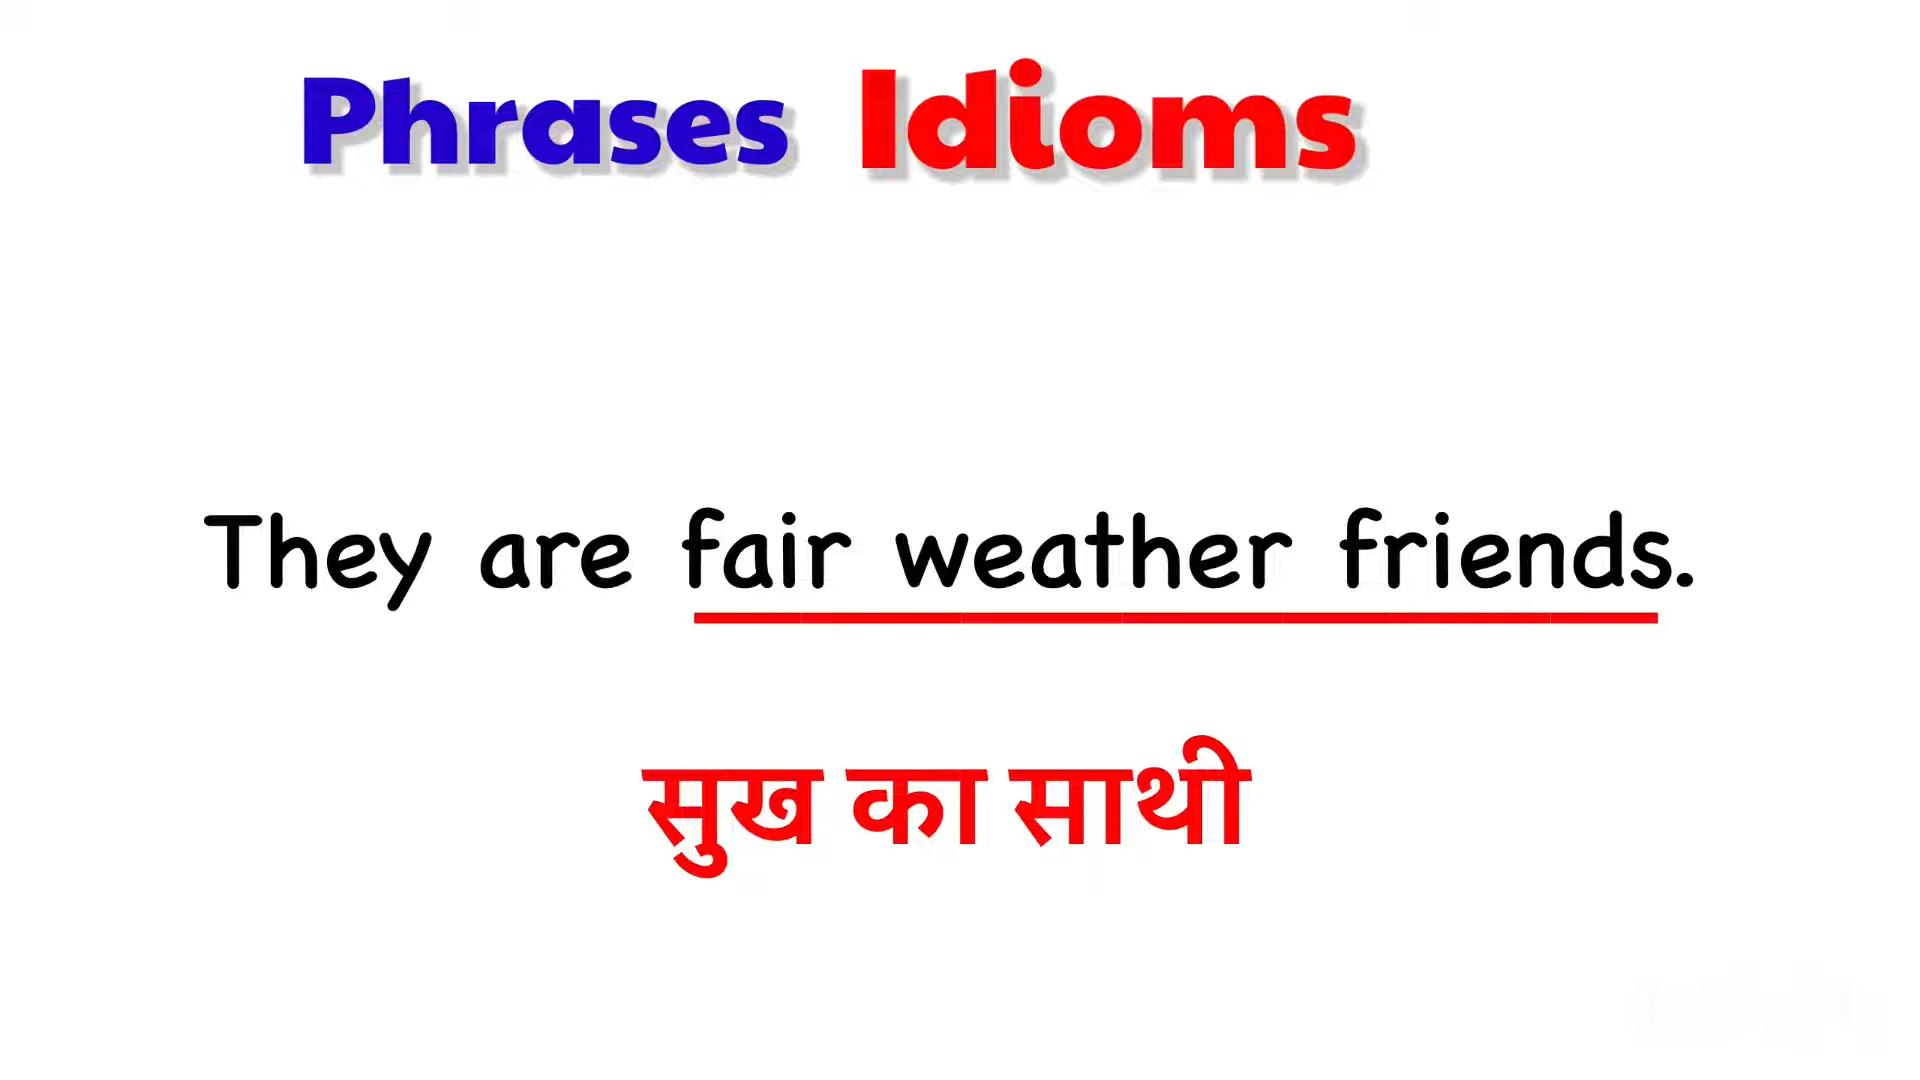 Phrases Idioms
They are fair weather friends.
सुख का साथी